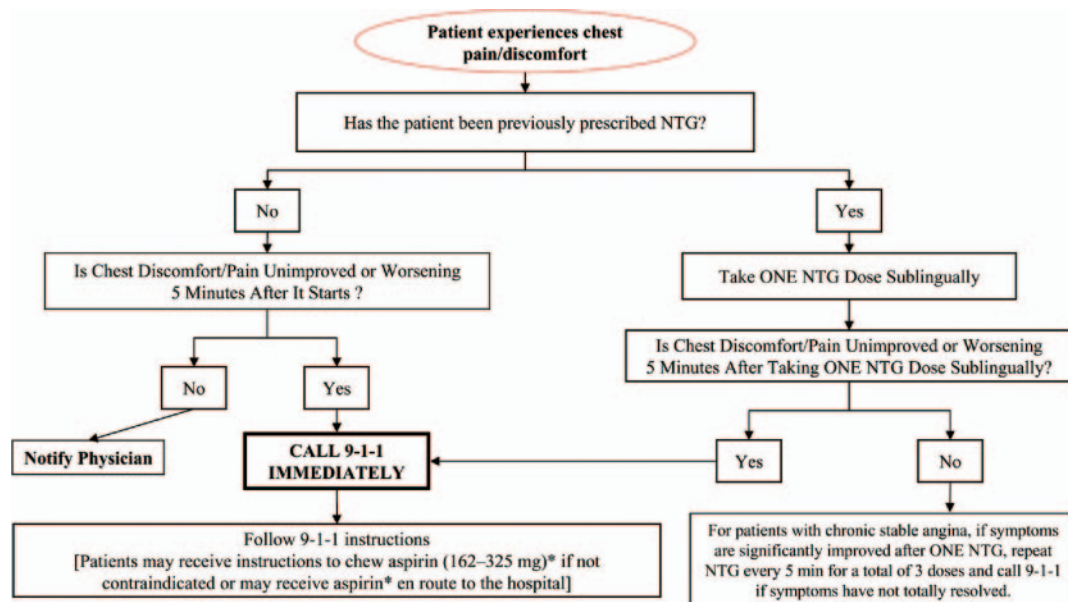 Patient experiences chest
pain/discomfort
Has the patient been previously prescribed NTG?
No
Yes
Is Chest Discomfort/Pain Unimproved or Worsening
5 Minutes After It Starts ?
Take ONE NTG Dose Sublingually
Is Chest Discomfort/Pain Unimproved or Worsening
5 Minutes After Taking ONE NTG Dose Sublingually?
No
Yes
Notify Physician
CALL 9-1-1
IMMEDIATELY
Yes
No
Follow 9-1-1 instructions
[Patients may receive instructions to chew aspirin (162–325 mg)* if not
contraindicated or may receive aspirin* en route to the hospital]
For patients with chronic stable angina, if symptoms
are significantly improved after ONE NTG, repeat
NTG every 5 min for a total of 3 doses and call 9-1-1
if symptoms have not totally resolved.